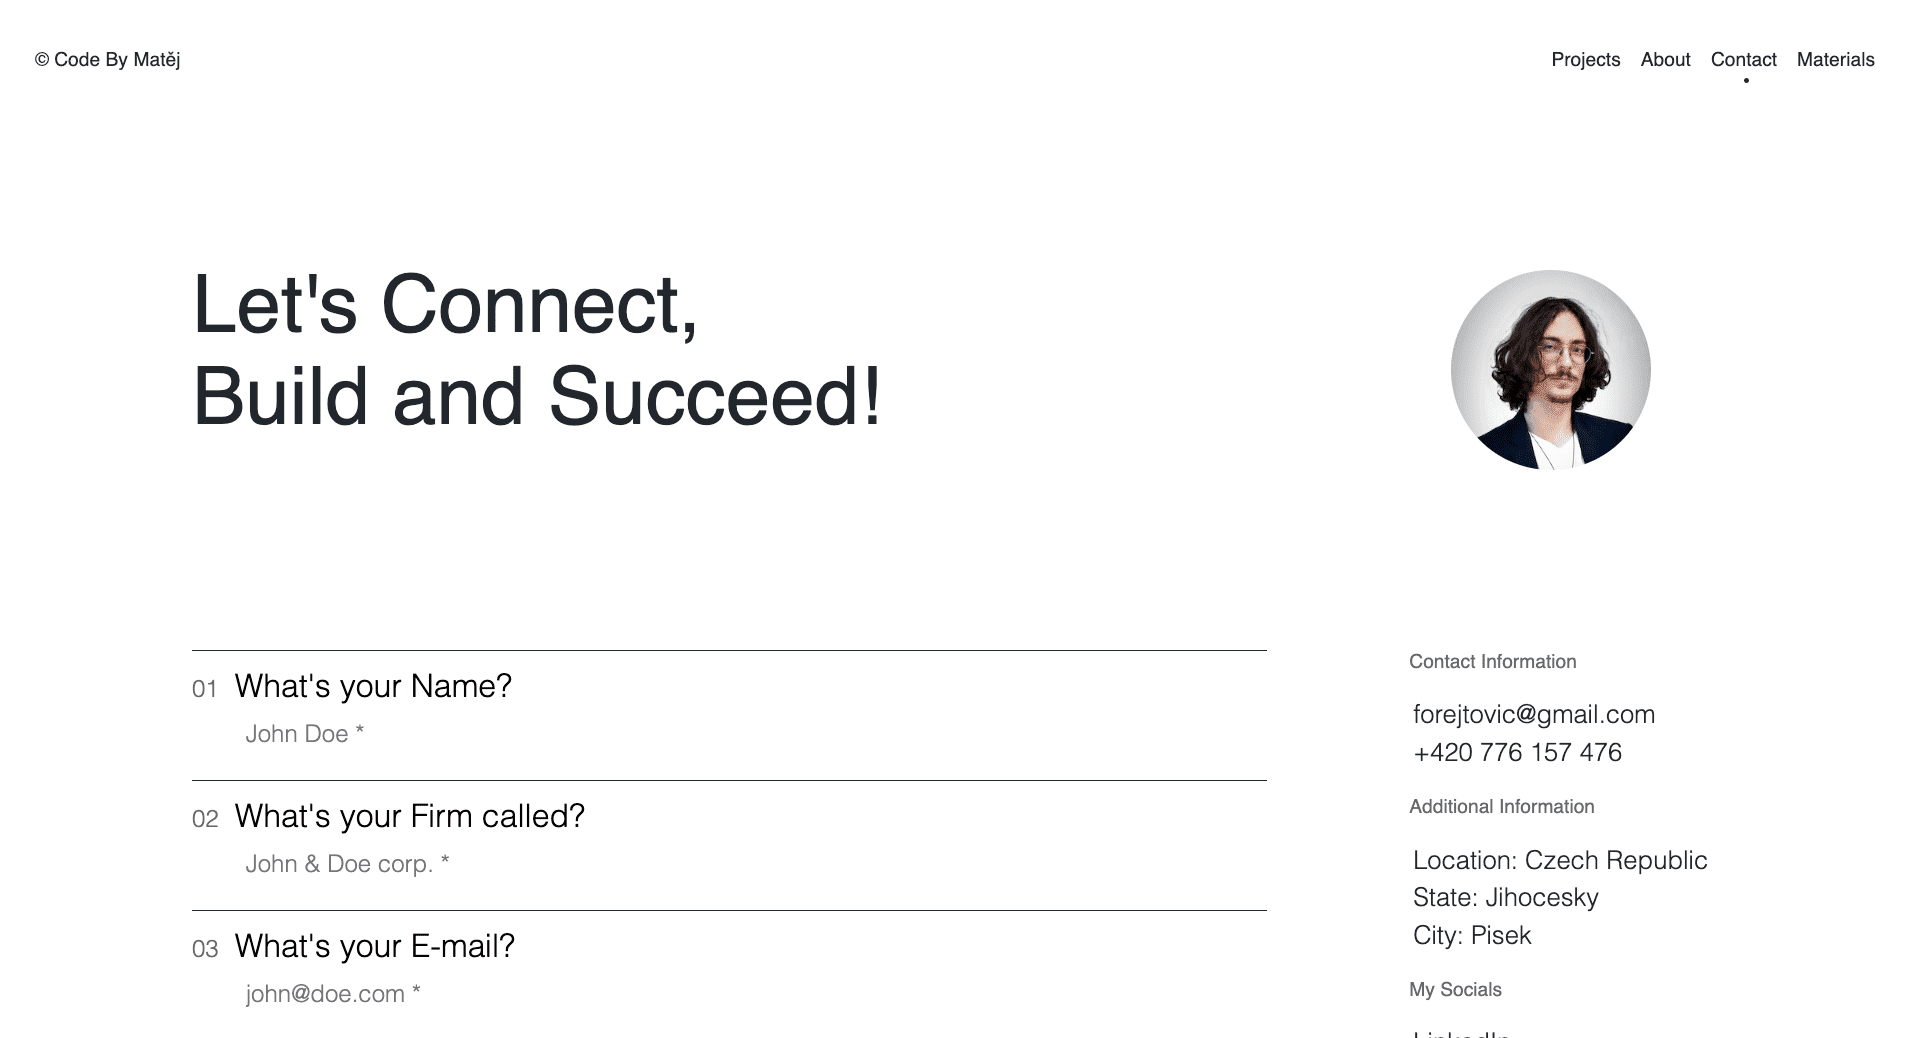 © Code By Matěj
Projects About Contact Materials
Let's Connect,
Build and Succeed!
01 What's your Name?
John Doe *
02 What's your Firm called?
John & Doe corp. *
03 What's your E-mail?
john@doe.com *
Contact Information
forejtovic@gmail.com
+420 776 157 476
Additional Information
Location: Czech Republic
State: Jihocesky
City: Pisek
My Socials
LinkedIn